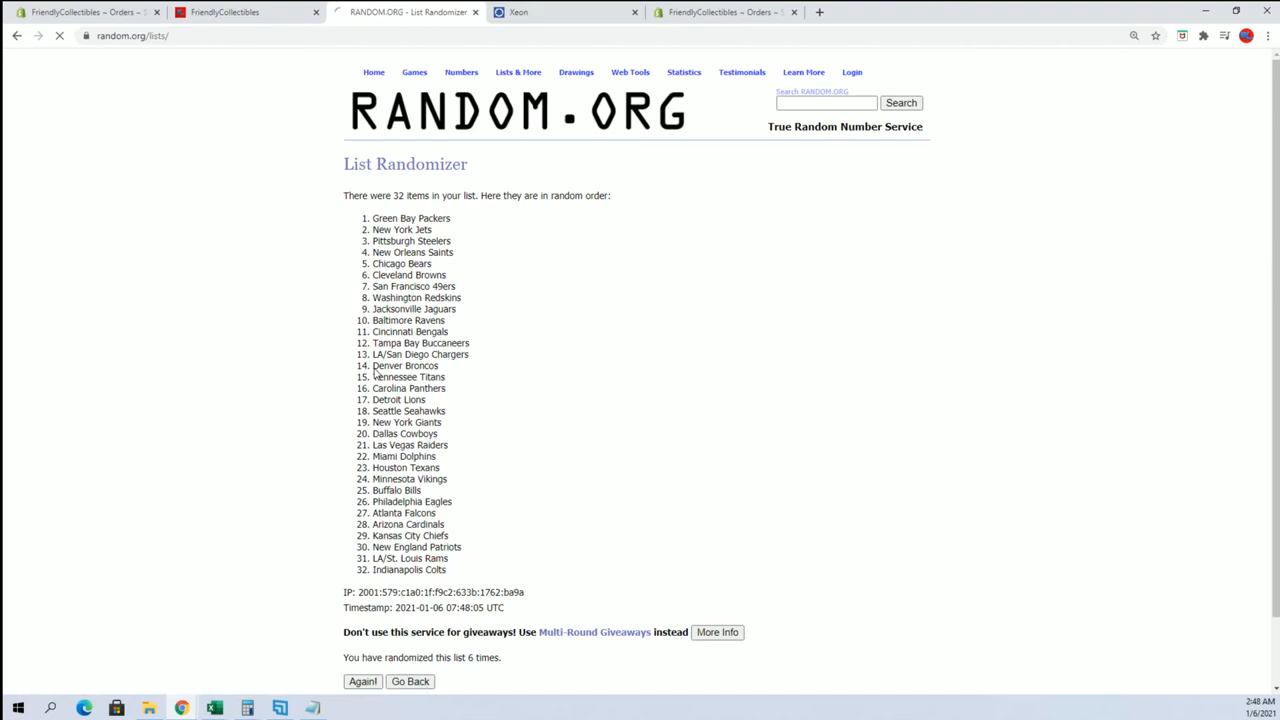 FriendlyCollectibles ~ Orders ~ S
FriendlyCollectibles
RANDOM.ORG - List Randomizer
Xeon
FriendlyCollectibles ~ Orders ~ S
random.org/lists/
Home Games Numbers Lists & More Drawings Web Tools Statistics Testimonials Learn More Login
Search RANDOM.ORG
RANDOM.ORG
Search
True Random Number Service
List Randomizer
There were 32 items in your list. Here they are in random order:
1. Green Bay Packers
2. New York Jets
3. Pittsburgh Steelers
4. New Orleans Saints
5. Chicago Bears
6. Cleveland Browns
7. San Francisco 49ers
8. Washington Redskins
9. Jacksonville Jaguars
10. Baltimore Ravens
11. Cincinnati Bengals
12. Tampa Bay Buccaneers
13. LA/San Diego Chargers
14. Denver Broncos
15. Tennessee Titans
16. Carolina Panthers
17. Detroit Lions
18. Seattle Seahawks
19. New York Giants
20. Dallas Cowboys
21. Las Vegas Raiders
22. Miami Dolphins
23. Houston Texans
24. Minnesota Vikings
25. Buffalo Bills
26. Philadelphia Eagles
27. Atlanta Falcons
28. Arizona Cardinals
29. Kansas City Chiefs
30. New England Patriots
31. LA/St. Louis Rams
32. Indianapolis Colts
IP: 2001:579:c1a0:1f:f9c2:633b:1762:ba9a
Timestamp: 2021-01-06 07:48:05 UTC
Don't use this service for giveaways! Use Multi-Round Giveaways instead More Info
You have randomized this list 6 times.
Again! Go Back
2:48 AM
1/6/2021